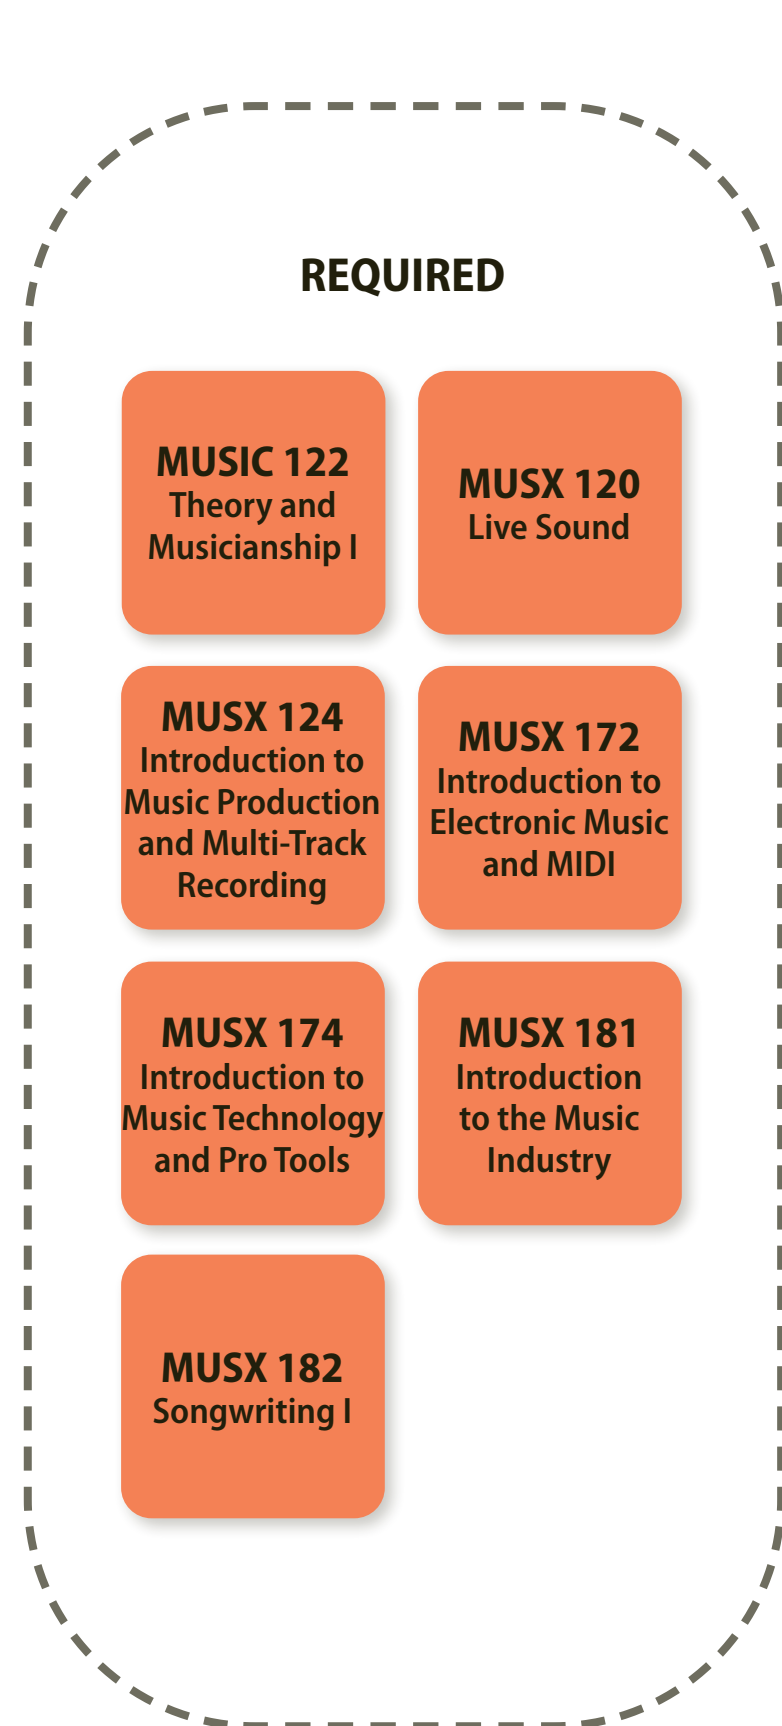 REQUIRED
MUSIC 122
Theory and
Musicianship I
MUSX 120
Live Sound
MUSX 124
Introduction to
Music Production
and Multi-Track
Recording
MUSX 172
Introduction to
Electronic Music
and MIDI
MUSX 174
Introduction to
Music Technology
and Pro Tools
MUSX 181
Introduction
to the Music
Industry
MUSX 182
Songwriting I